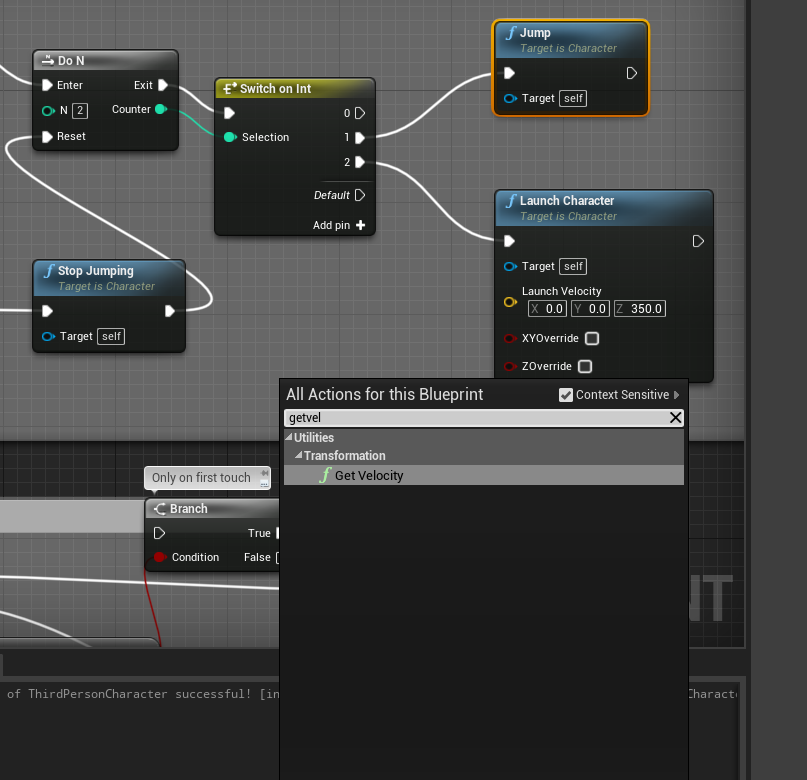 Do N
Enter
Exit
N 2
Counter
Reset
Switch on Int
0
Selection
1
2
Default
Add pin
Jump
Target is Character
Target self
Stop Jumping
Target is Character
Target self
Launch Character
Target is Character
Target self
Launch Velocity
X 0.0 Y 0.0 Z 350.0
XYOverride
ZOverride
All Actions for this Blueprint
Context Sensitive
getvel
Utilities
Transformation
f Get Velocity
Only on first touch
Branch
True
Condition
False
NT
of ThirdPersonCharacter successful! [in
Charact